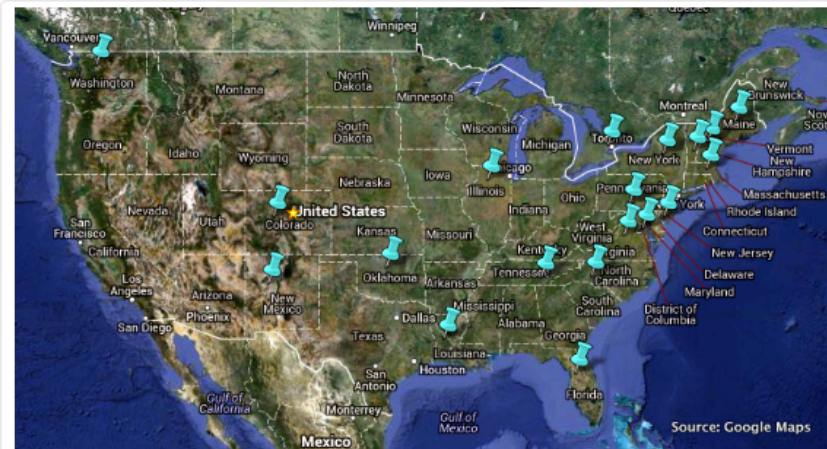 Quebec
Winnipeg
Vancouver
Washington
Montana
North
Dakota
Minnesota
Montreal
New
Brunswick
Maine
Toronto
Oregon
Idaho
South
Dakota
Wisconsin
Michigan
Wyoming
New York
Vermont
New
Hampshire
Nebraska
Iowa
Chicago
Illinois
Ohio
Indiana
Massachusetts
Rhode Island
York
Connecticut
Nevada
Utah
United States
Colorado
Kansas
Missouri
West
Virginia
Kentucky
New Jersey
San
Francisco
California
Delaware
Maryland
Los
Angeles
Arizona
Phoenix
New
Mexico
Oklahoma
Arkansas
Tennessee
North
Carolina
District of
Columbia
San Diego
Dallas
Mississippi
Alabama
South
Carolina
Georgia
Texas
Louisiana
Houston
San
Antonio
Florida
Gulf of
California
Monterrey
Gulf of
Mexico
Mexico
Source: Google Maps